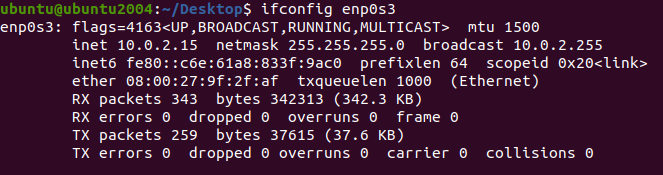 ubuntu@ubuntu2004:~/Desktop$ ifconfig enp0s3
enp0s3: flags=4163<UP,BROADCAST,RUNNING,MULTICAST>  mtu 1500
        inet 10.0.2.15  netmask 255.255.255.0  broadcast 10.0.2.255
        inet6 fe80::c6e:61a8:833f:9ac0  prefixlen 64  scopeid 0x20<link>
        ether 08:00:27:9f:2f:af  txqueuelen 1000  (Ethernet)
        RX packets 343  bytes 342313 (342.3 KB)
        RX errors 0  dropped 0  overruns 0  frame 0
        TX packets 259  bytes 37615 (37.6 KB)
        TX errors 0  dropped 0 overruns 0  carrier 0  collisions 0